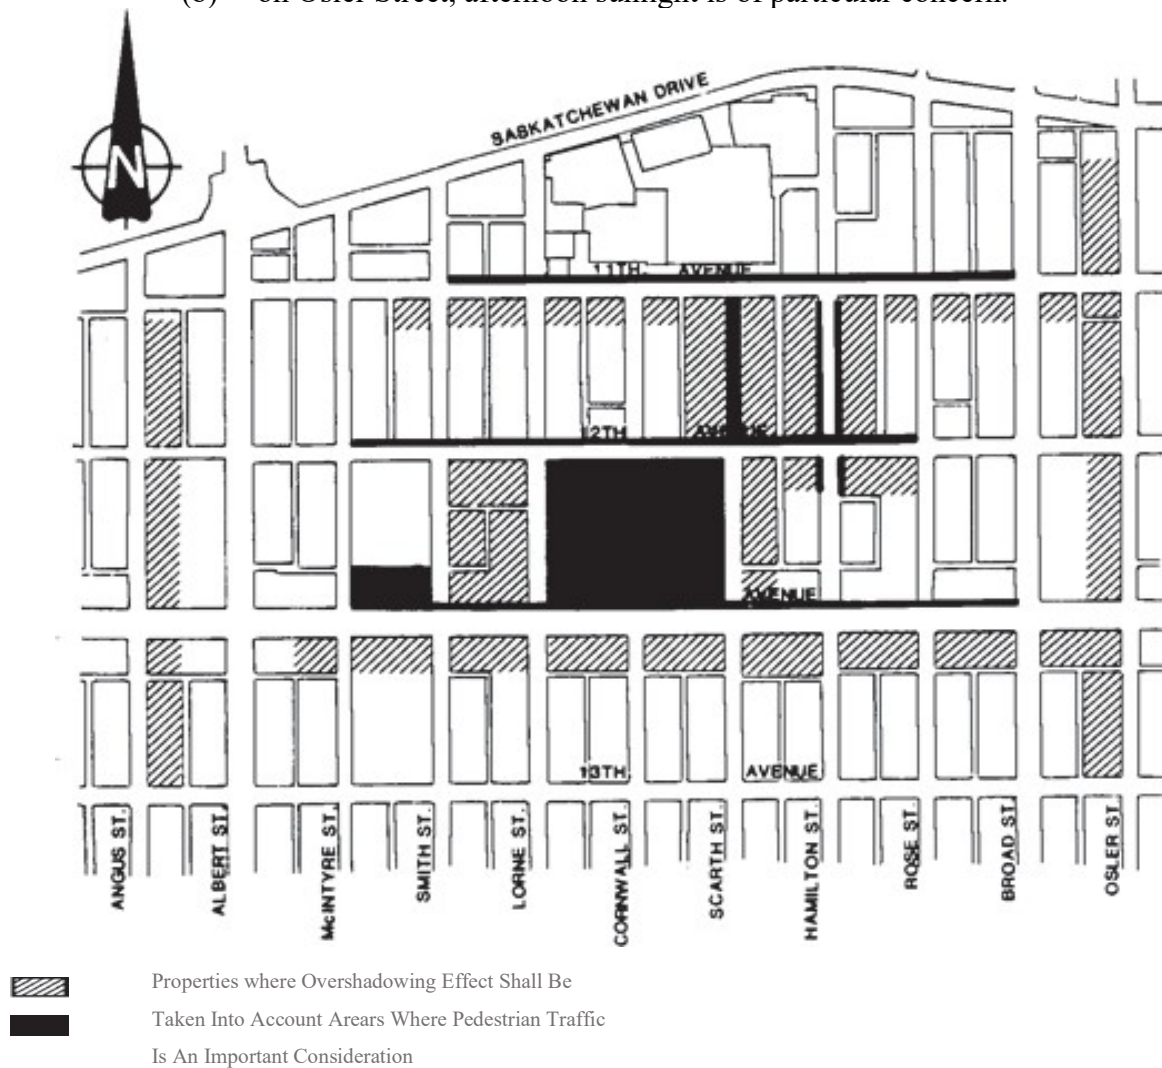 (b) on Osler Street, afternoon sunlight is of particular concern.
N
SASKATCHEWAN DRIVE
11TH. AVENUE
12TH AVENUE
AVENUE
13TH AVENUE
ANGUS ST.
ALBERT ST.
McINTYRE ST.
SMITH ST.
LORNE ST.
CORNWALL ST.
SCARTH ST.
HAMILTON ST.
ROSE ST.
BROAD ST.
OSLER ST.
Properties where Overshadowing Effect Shall Be
Taken Into Account Arears Where Pedestrian Traffic
Is An Important Consideration